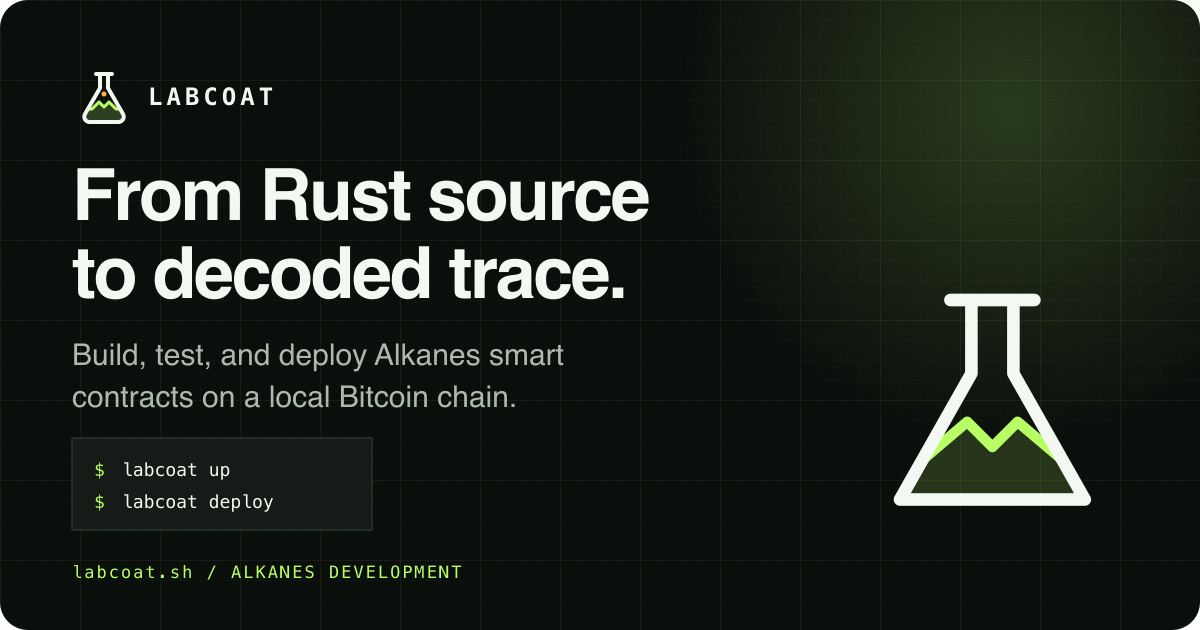 LABCOAT
From Rust source
to decoded trace.
Build, test, and deploy Alkanes smart
contracts on a local Bitcoin chain.
$ labcoat up
$ labcoat deploy
labcoat.sh / ALKANES DEVELOPMENT